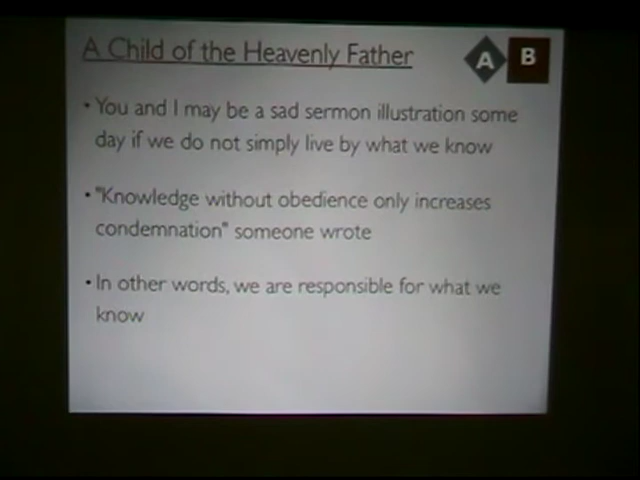 A Child of the Heavenly Father
A B
• You and I may be a sad sermon illustration some
day if we do not simply live by what we know
• "Knowledge without obedience only increases
condemnation" someone wrote
• In other words, we are responsible for what we
know